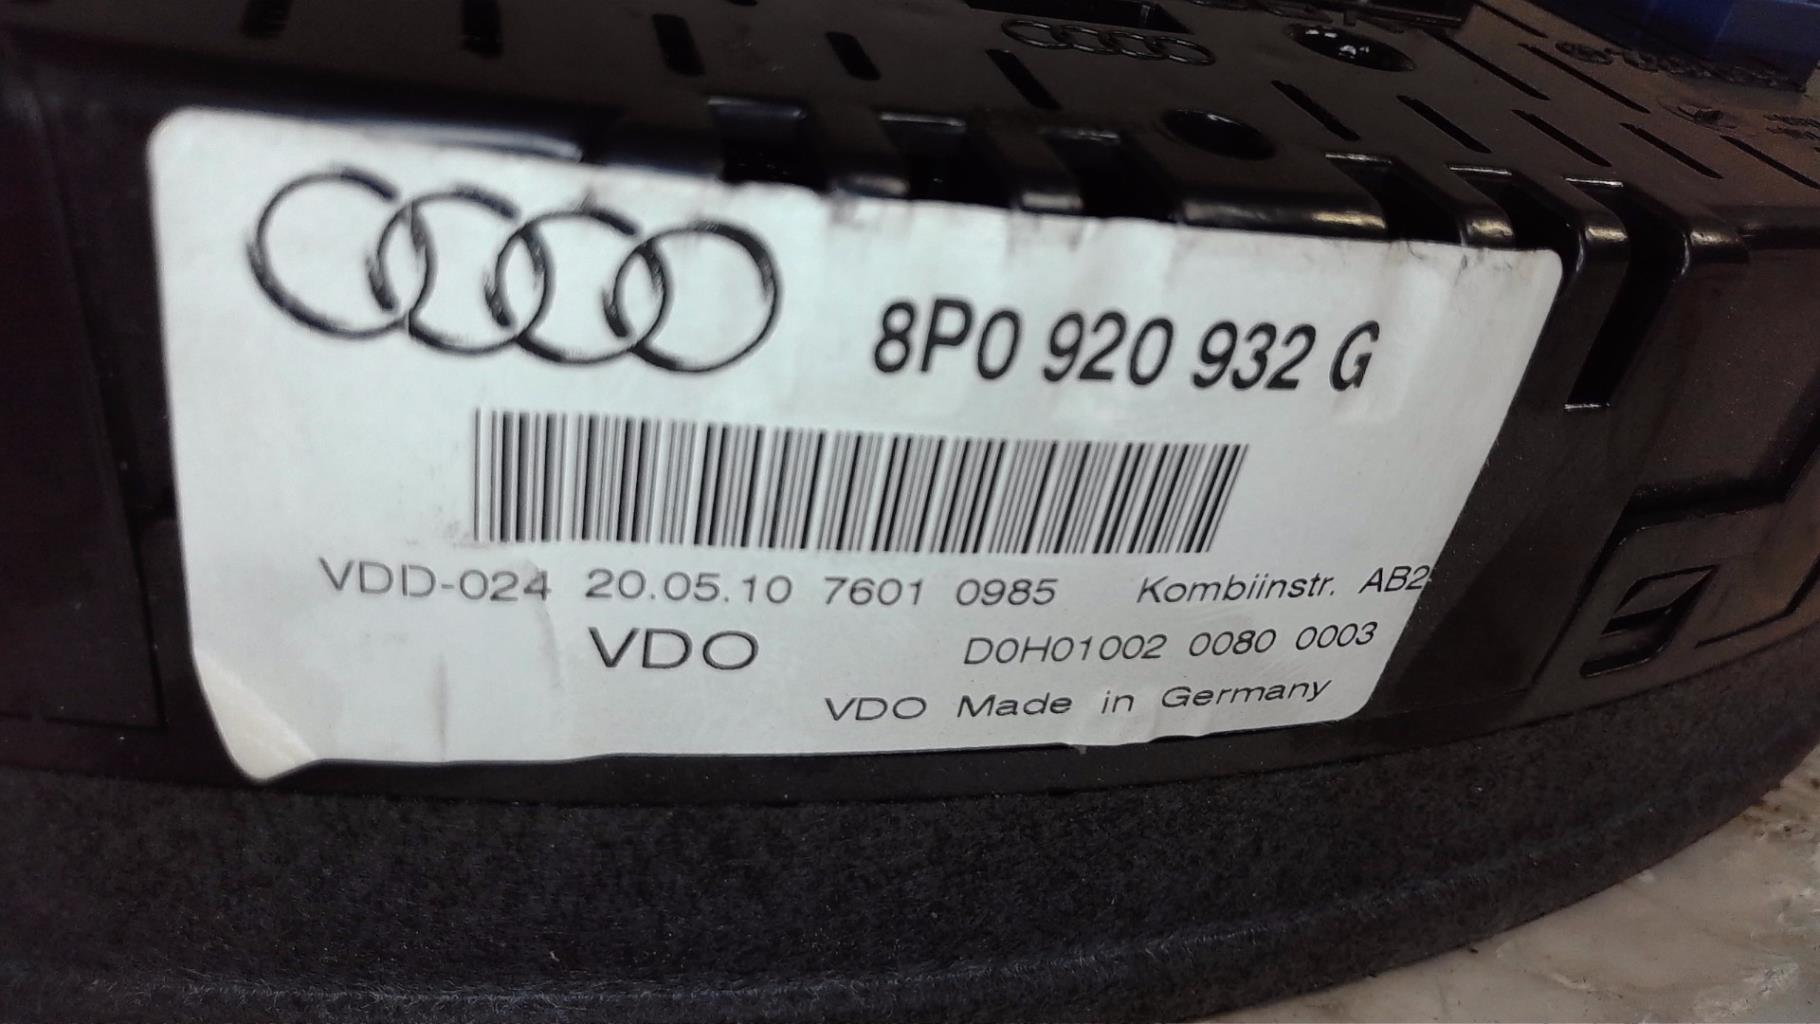 8P0 920 932 G
VDD-024 20.05.10 7601 0985 Kombiinstr. AB2
VDO D0H01002 0080 0003
VDO Made in Germany